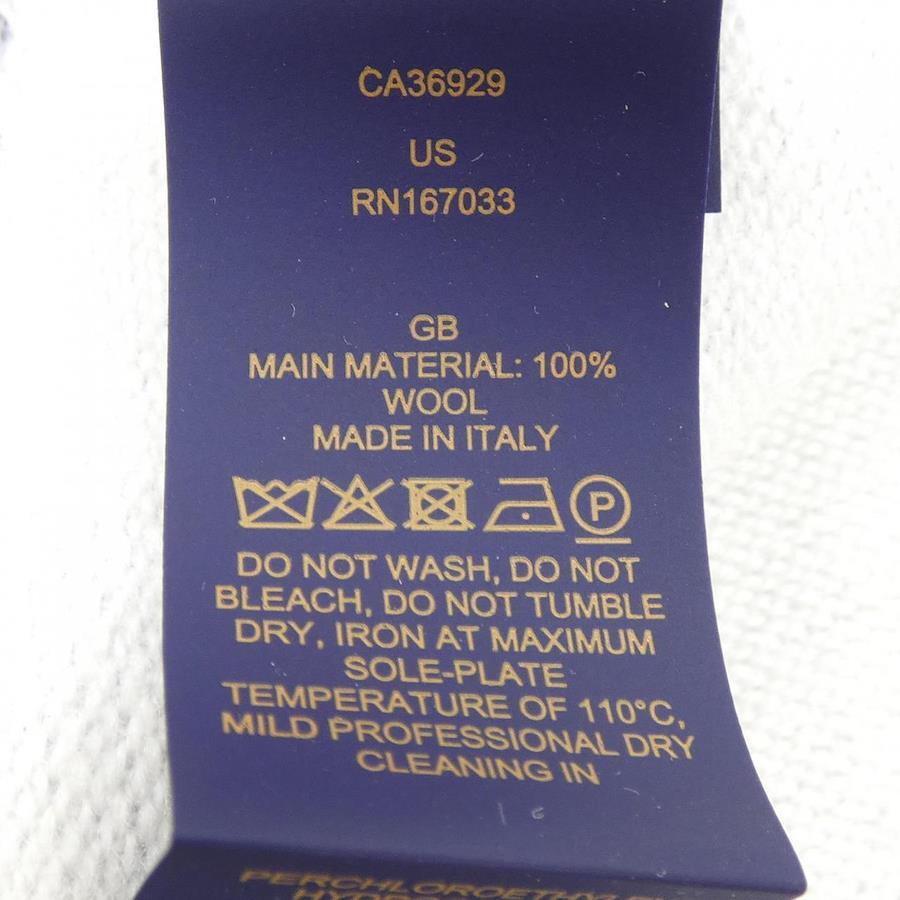 CA36929
US
RN167033
GB
MAIN MATERIAL: 100%
WOOL
MADE IN ITALY
P
DO NOT WASH, DO NOT
BLEACH, DO NOT TUMBLE
DRY, IRON AT MAXIMUM
SOLE-PLATE
TEMPERATURE OF 110°C,
MILD PROFESSIONAL DRY
CLEANING IN